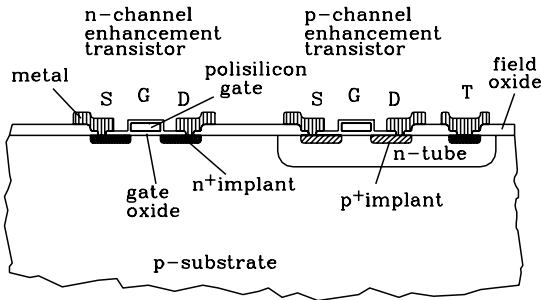 n-channel
enhancement
transistor
p-channel
enhancement
transistor
metal
polisilicon
gate
field
oxide
S G D
S G D T
n-tube
gate
oxide
n+implant
p+implant
p-substrate